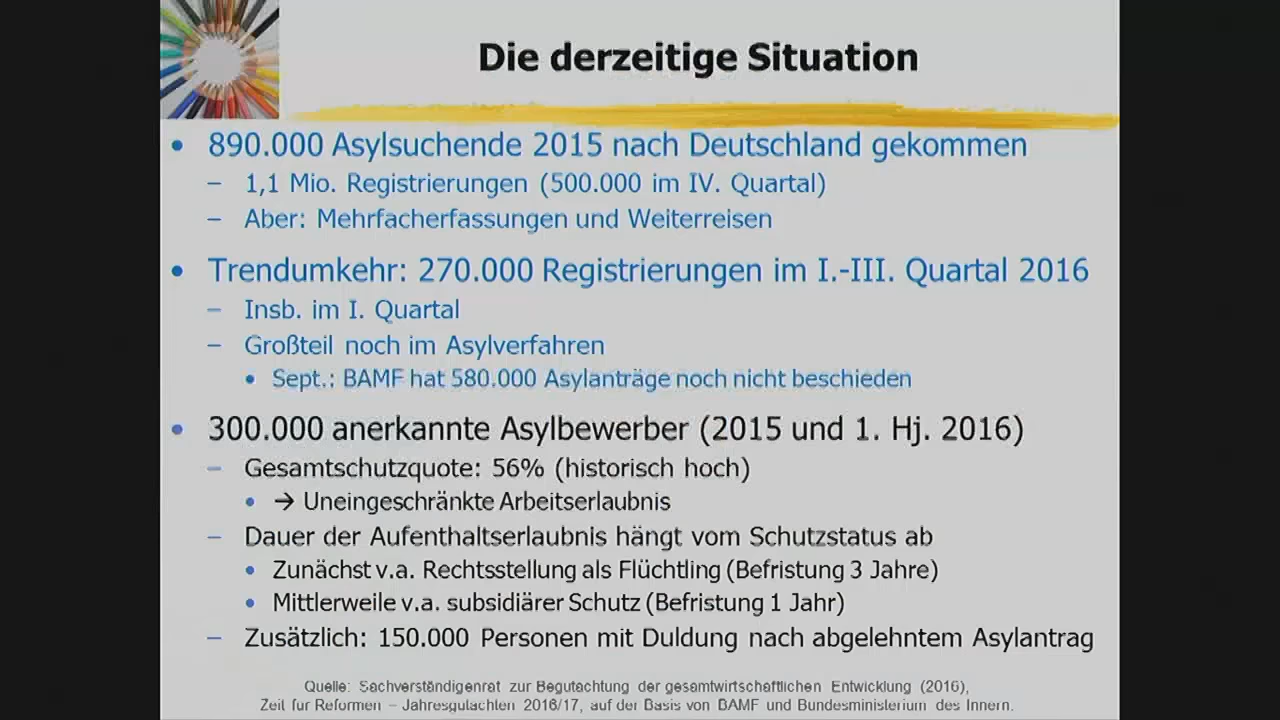 Die derzeitige Situation
• 890.000 Asylsuchende 2015 nach Deutschland gekommen
– 1,1 Mio. Registrierungen (500.000 im IV. Quartal)
– Aber: Mehrfacherfassungen und Weiterreisen
• Trendumkehr: 270.000 Registrierungen im I.-III. Quartal 2016
– Insb. im I. Quartal
– Großteil noch im Asylverfahren
• Sept.: BAMF hat 580.000 Asylanträge noch nicht beschieden
• 300.000 anerkannte Asylbewerber (2015 und 1. Hj. 2016)
– Gesamtschutzquote: 56% (historisch hoch)
• → Uneingeschränkte Arbeitserlaubnis
– Dauer der Aufenthaltserlaubnis hängt vom Schutzstatus ab
• Zunächst v.a. Rechtsstellung als Flüchtling (Befristung 3 Jahre)
• Mittlerweile v.a. subsidiärer Schutz (Befristung 1 Jahr)
– Zusätzlich: 150.000 Personen mit Duldung nach abgelehntem Asylantrag
Quelle: Sachverständigenrat zur Begutachtung der gesamtwirtschaftlichen Entwicklung (2016),
Zeit für Reformen – Jahresgutachten 2016/17, auf der Basis von BAMF und Bundesministerium des Innern.